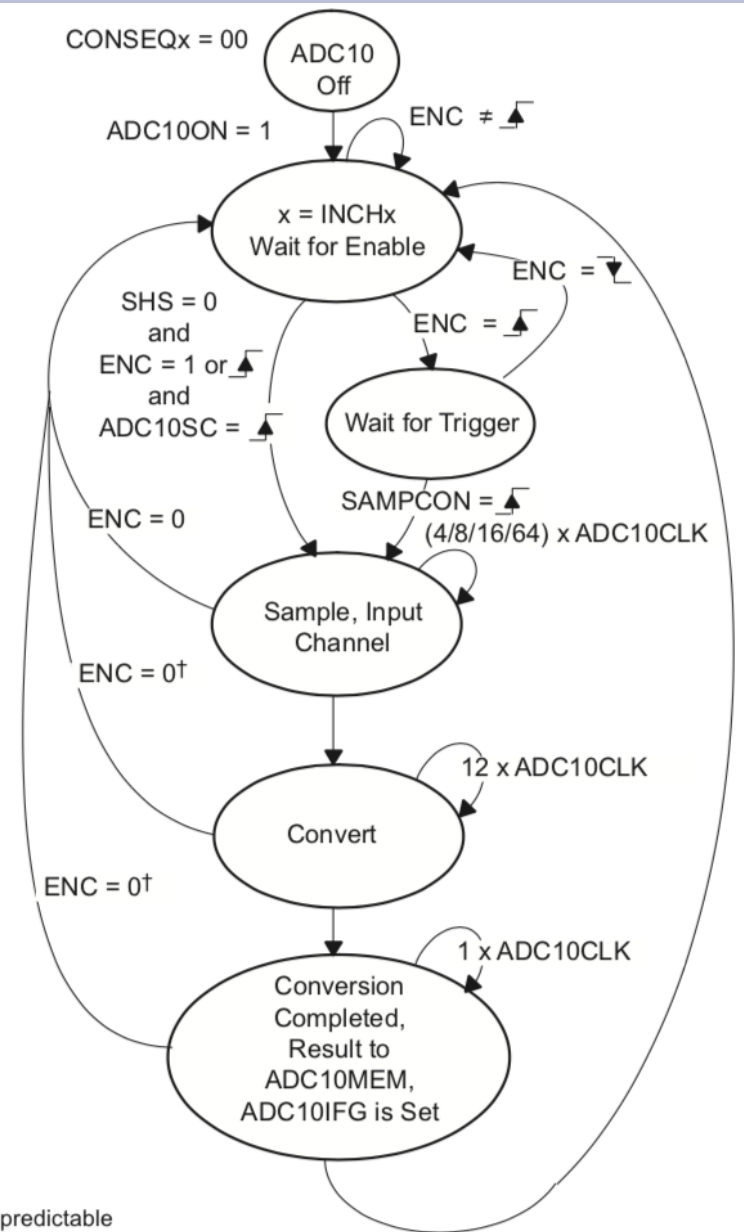 CONSEQx = 00
ADC10
Off
ADC10ON = 1
ENC ≠
x = INCHx
Wait for Enable
ENC =
SHS = 0
and
ENC = 1 or
and
ADC10SC =
ENC =
Wait for Trigger
SAMPCON =
(4/8/16/64) x ADC10CLK
ENC = 0
Sample, Input
Channel
ENC = 0†
12 x ADC10CLK
Convert
ENC = 0†
1 x ADC10CLK
Conversion
Completed,
Result to
ADC10MEM,
ADC10IFG is Set
predictable